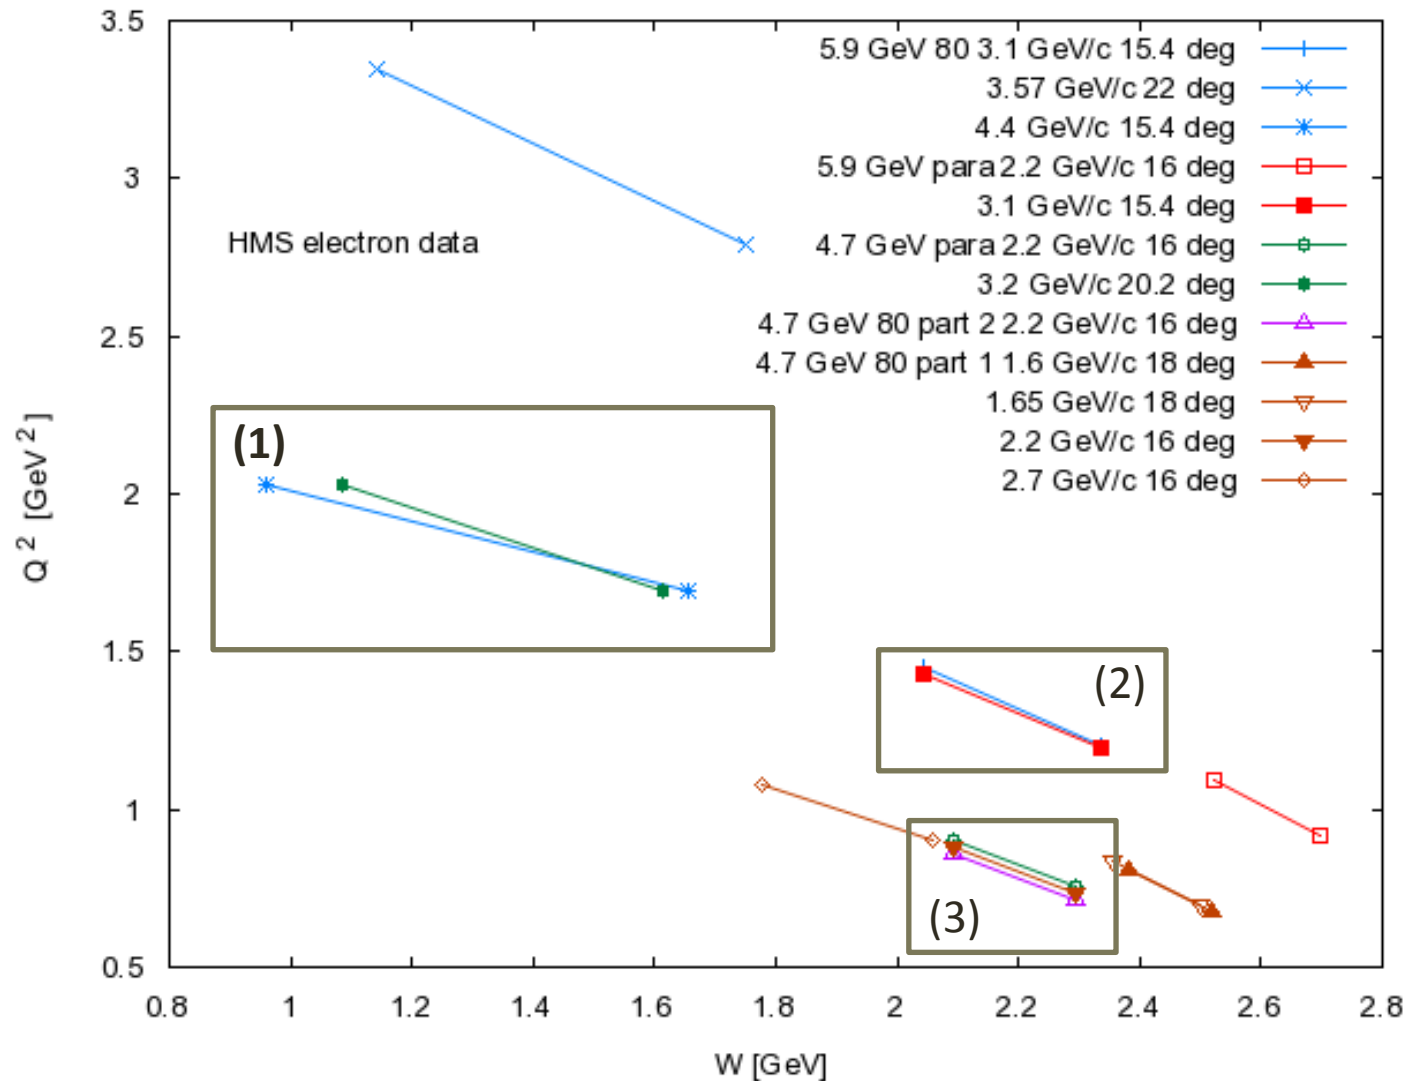 3.5
3
2.5
2
1.5
1
0.5
Q 2 [GeV 2 ]
0.8 1 1.2 1.4 1.6 1.8 2 2.2 2.4 2.6 2.8
W [GeV]
HMS electron data
5.9 GeV 80 3.1 GeV/c 15.4 deg
3.57 GeV/c 22 deg
4.4 GeV/c 15.4 deg
5.9 GeV para 2.2 GeV/c 16 deg
3.1 GeV/c 15.4 deg
4.7 GeV para 2.2 GeV/c 16 deg
3.2 GeV/c 20.2 deg
4.7 GeV 80 part 2 2.2 GeV/c 16 deg
4.7 GeV 80 part 1 1.6 GeV/c 18 deg
1.65 GeV/c 18 deg
2.2 GeV/c 16 deg
2.7 GeV/c 16 deg
(1)
(2)
(3)